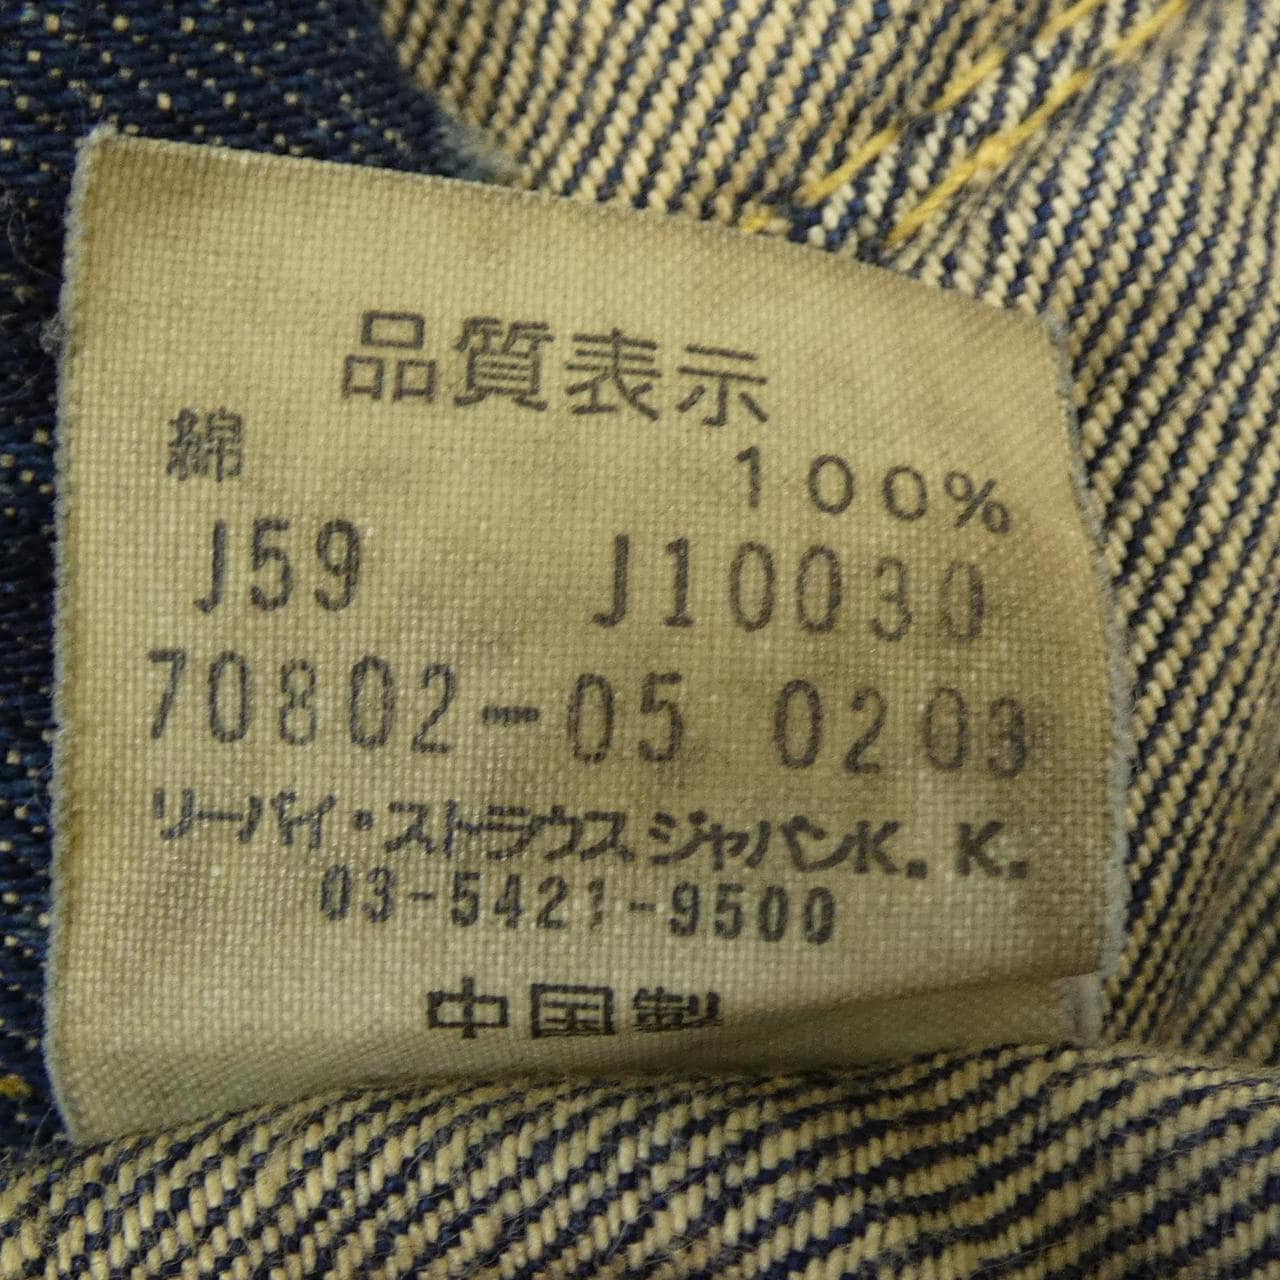 品質表示
綿 100%
J59 J10030
70802-05 0203
リーバイ・ストラウス ジャパンK.K.
03-5421-9500
中国製